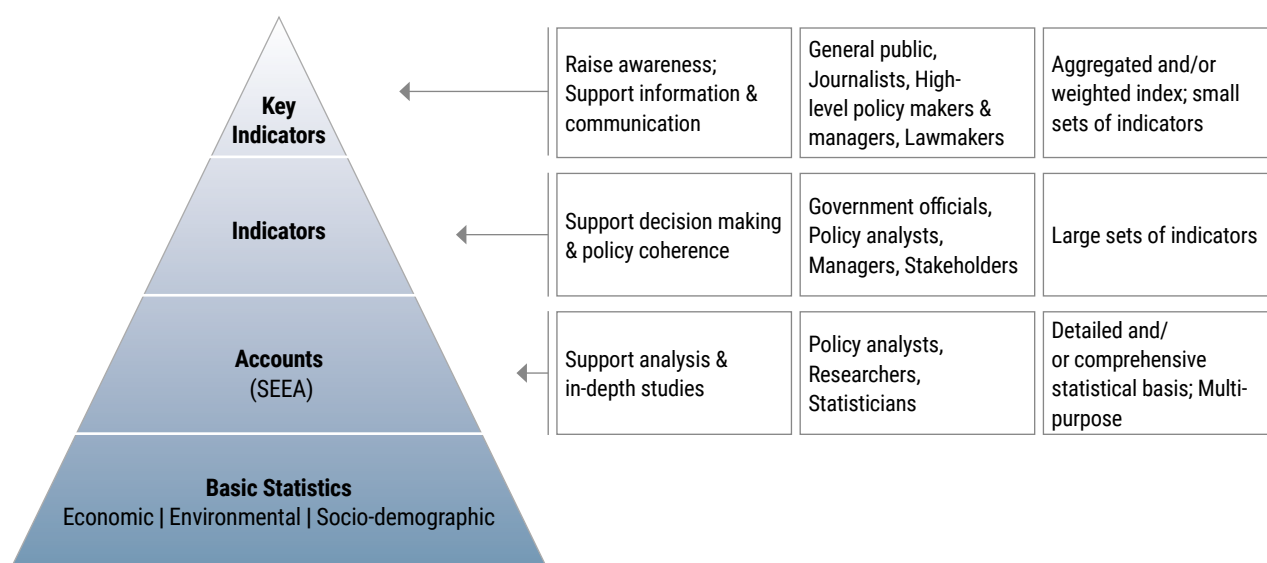 Key
Indicators
Raise awareness;
Support information &
communication
General public,
Journalists, High-
level policy makers &
managers, Lawmakers
Aggregated and/or
weighted index; small
sets of indicators
Indicators
Support decision making
& policy coherence
Government officials,
Policy analysts,
Managers, Stakeholders
Large sets of indicators
Accounts
(SEEA)
Support analysis &
in-depth studies
Policy analysts,
Researchers,
Statisticians
Detailed and/
or comprehensive
statistical basis; Multi-
purpose
Basic Statistics
Economic | Environmental | Socio-demographic